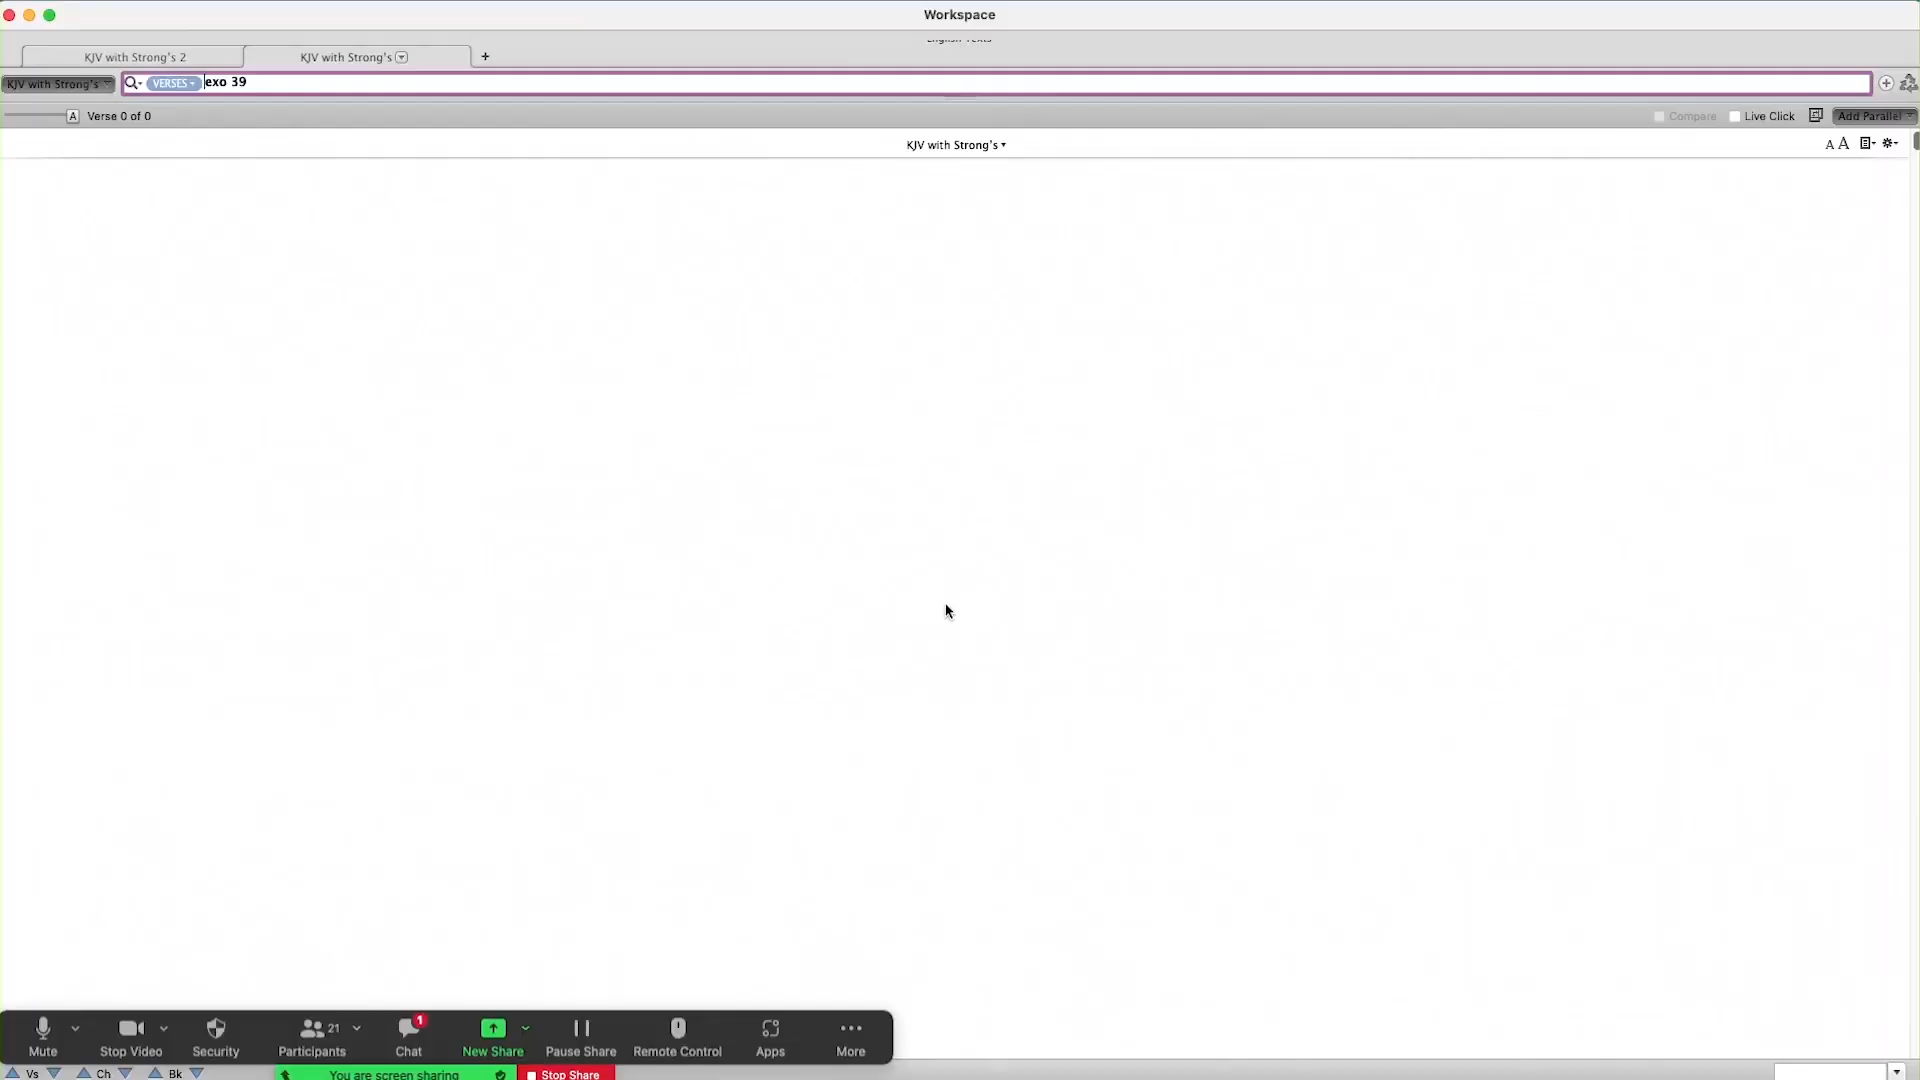 Workspace
English Texts
KJV with Strong's 2
KJV with Strong's
+
KJV with Strong's
VERSES
exo 39
A
Verse 0 of 0
Compare
Live Click
Add Parallel
KJV with Strong's
A A
21
1
Mute
Stop Video
Security
Participants
Chat
New Share
Pause Share
Remote Control
Apps
More
Vs
Ch
Bk
You are screen sharing
Stop Share